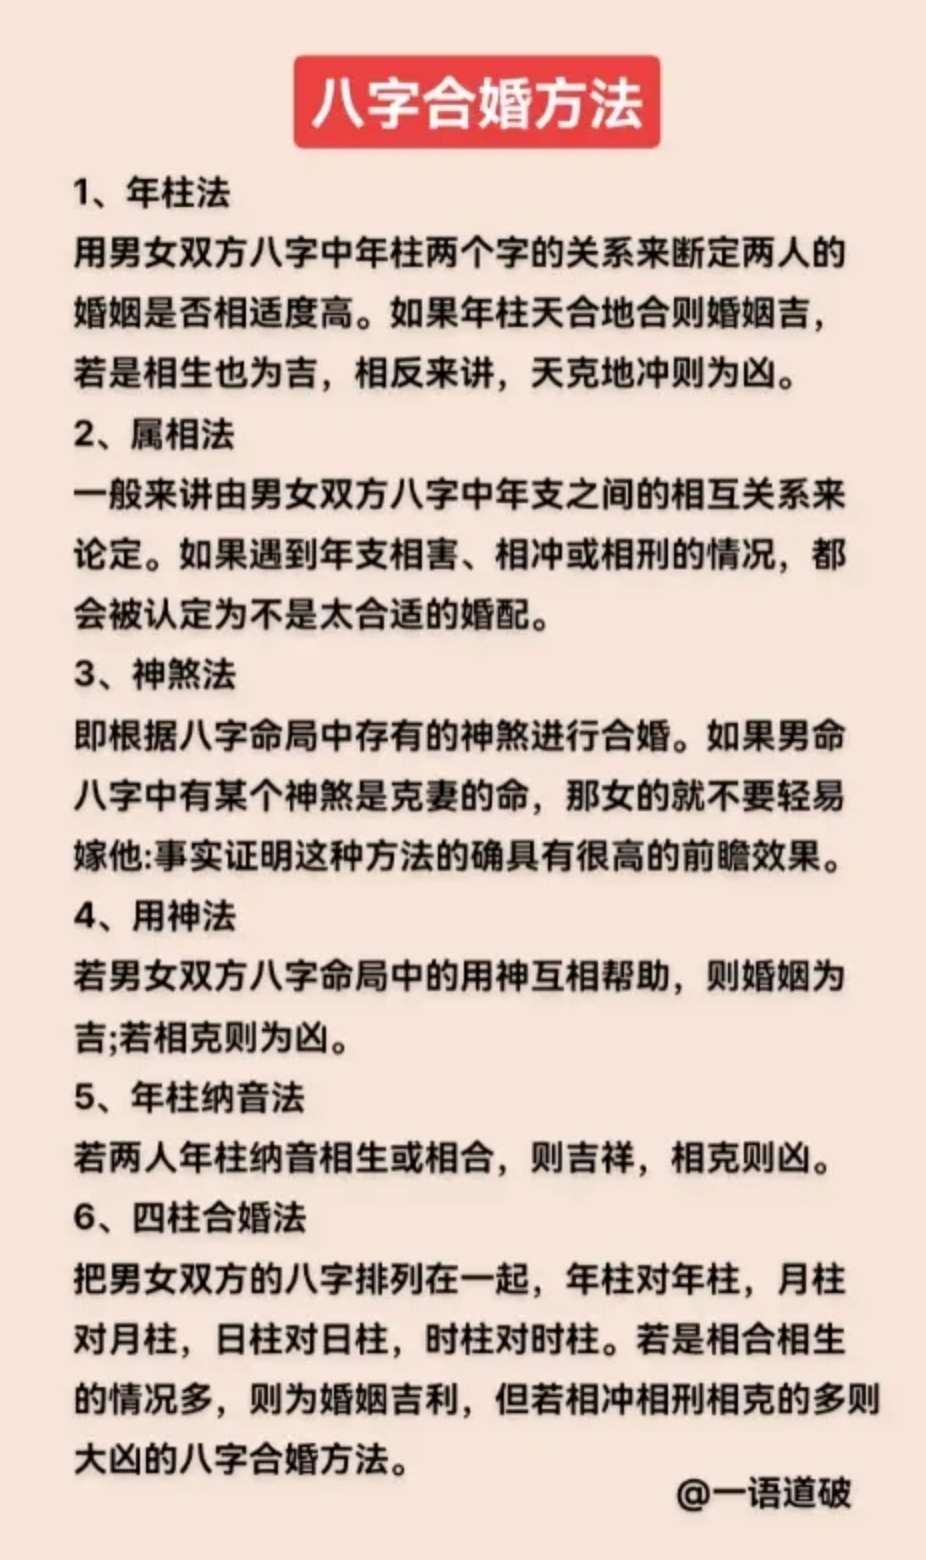 八字合婚方法
1、年柱法
用男女双方八字中年柱两个字的关系来断定两人的
婚姻是否相适度高。如果年柱天合地合则婚姻吉，
若是相生也为吉，相反来讲，天克地冲则为凶。
2、属相法
一般来讲由男女双方八字中年支之间的相互关系来
论定。如果遇到年支相害、相冲或相刑的情况，都
会被认定为不是太合适的婚配。
3、神煞法
即根据八字命局中存有的神煞进行合婚。如果男命
八字中有某个神煞是克妻的命，那女的就不要轻易
嫁他:事实证明这种方法的确具有很高的前瞻效果。
4、用神法
若男女双方八字命局中的用神互相帮助，则婚姻为
吉;若相克则为凶。
5、年柱纳音法
若两人年柱纳音相生或相合，则吉祥，相克则凶。
6、四柱合婚法
把男女双方的八字排列在一起，年柱对年柱，月柱
对月柱，日柱对日柱，时柱对时柱。若是相合相生
的情况多，则为婚姻吉利，但若相冲相刑相克的多则
大凶的八字合婚方法。
@一语道破